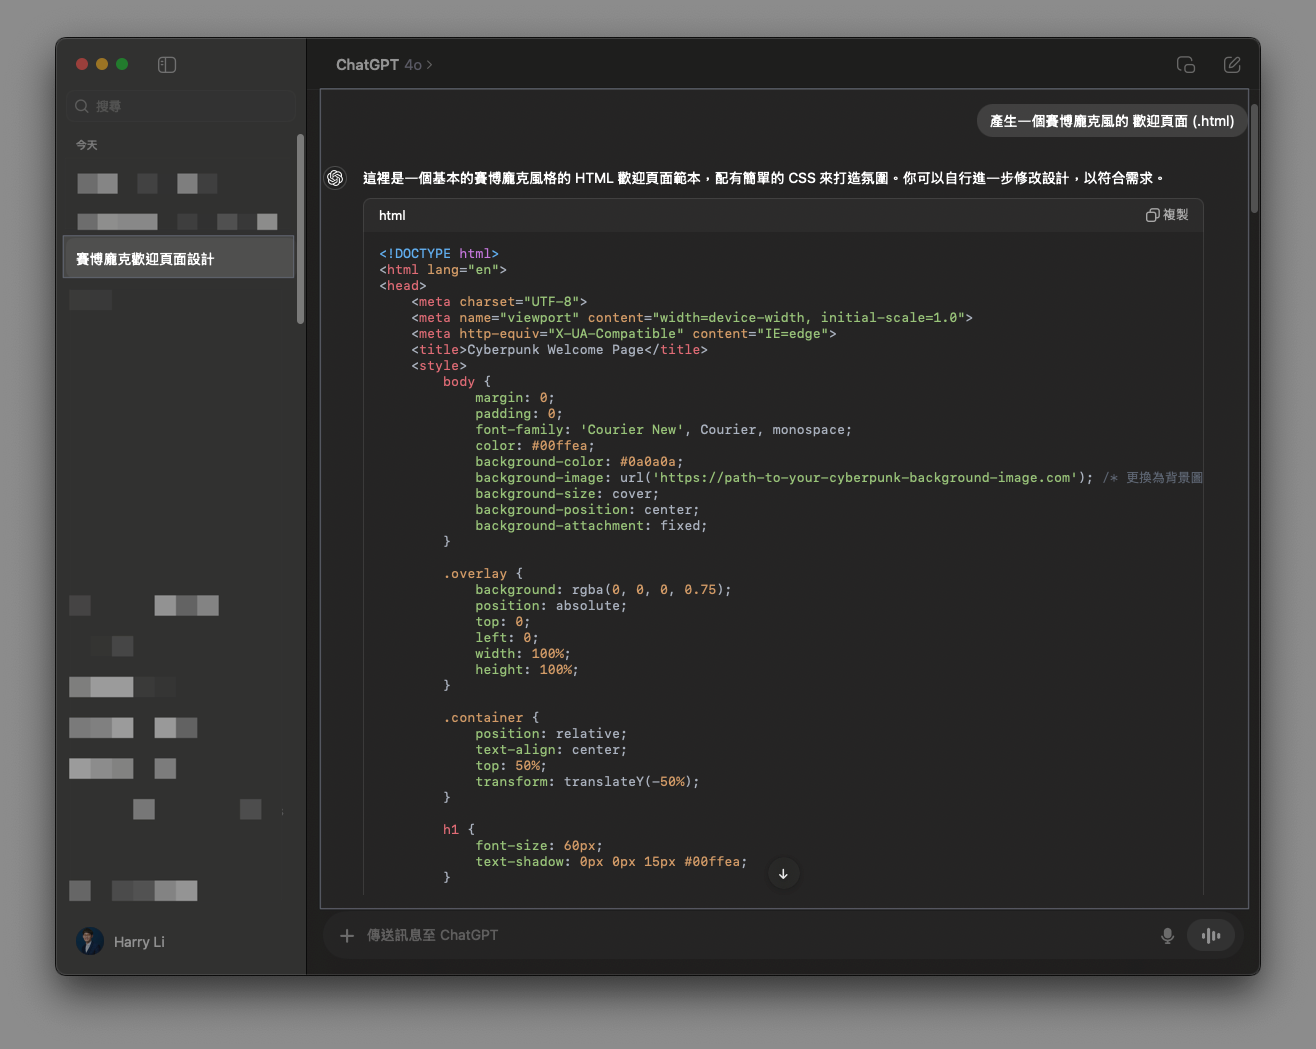 搜尋
今天
賽博龐克歡迎頁面設計
Harry Li
ChatGPT 4o
產生一個賽博龐克風的 歡迎頁面 (.html)
這裡是一個基本的賽博龐克風格的 HTML 歡迎頁面範本，配有簡單的 CSS 來打造氛圍。你可以自行進一步修改設計，以符合需求。
html
複製
<!DOCTYPE html>
<html lang="en">
<head>
    <meta charset="UTF-8">
    <meta name="viewport" content="width=device-width, initial-scale=1.0">
    <meta http-equiv="X-UA-Compatible" content="IE=edge">
    <title>Cyberpunk Welcome Page</title>
    <style>
        body {
            margin: 0;
            padding: 0;
            font-family: 'Courier New', Courier, monospace;
            color: #00ffea;
            background-color: #0a0a0a;
            background-image: url('https://path-to-your-cyberpunk-background-image.com'); /* 更換為背景圖
            background-size: cover;
            background-position: center;
            background-attachment: fixed;
        }

        .overlay {
            background: rgba(0, 0, 0, 0.75);
            position: absolute;
            top: 0;
            left: 0;
            width: 100%;
            height: 100%;
        }

        .container {
            position: relative;
            text-align: center;
            top: 50%;
            transform: translateY(-50%);
        }

        h1 {
            font-size: 60px;
            text-shadow: 0px 0px 15px #00ffea;
        }
傳送訊息至 ChatGPT